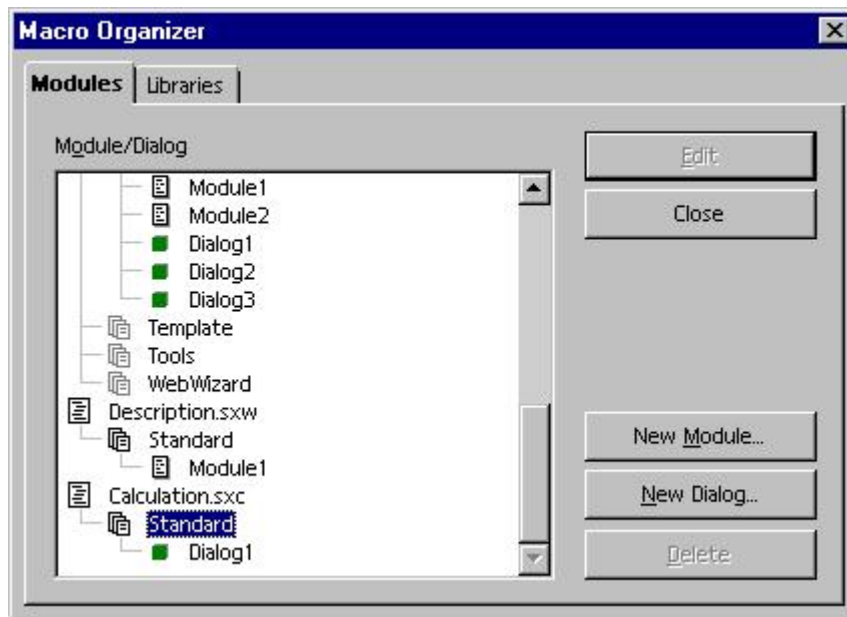 Macro Organizer
Modules
Libraries
Module/Dialog
Module1
Module2
Dialog1
Dialog2
Dialog3
Template
Tools
WebWizard
Description.sxw
Standard
Module1
Calculation.sxc
Standard
Dialog1
Edit
Close
New Module...
New Dialog...
Delete